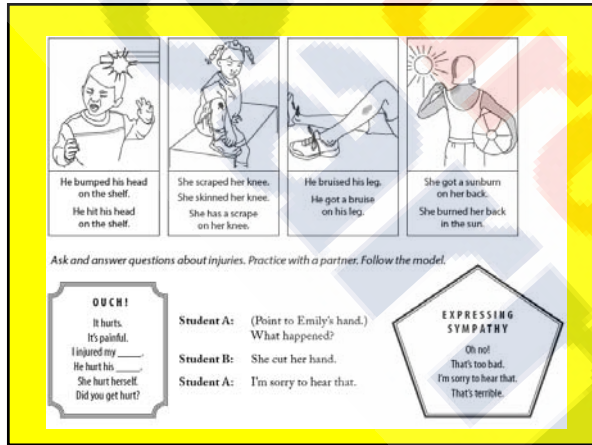 He bumped his head
on the shelf.
He hit his head
on the shelf.
She scraped her knee.
She skinned her knee.
She has a scrape
on her knee.
He bruised his leg.
He got a bruise
on his leg.
She got a sunburn
on her back.
She burned her back
in the sun.
Ask and answer questions about injuries. Practice with a partner. Follow the model.
OUCH!
It hurts.
It's painful.
I injured my ____.
He hurt his ____.
She hurt herself.
Did you get hurt?
Student A: (Point to Emily's hand.)
What happened?
Student B: She cut her hand.
Student A: I'm sorry to hear that.
EXPRESSING
SYMPATHY
Oh no!
That's too bad.
I'm sorry to hear that.
That's terrible.